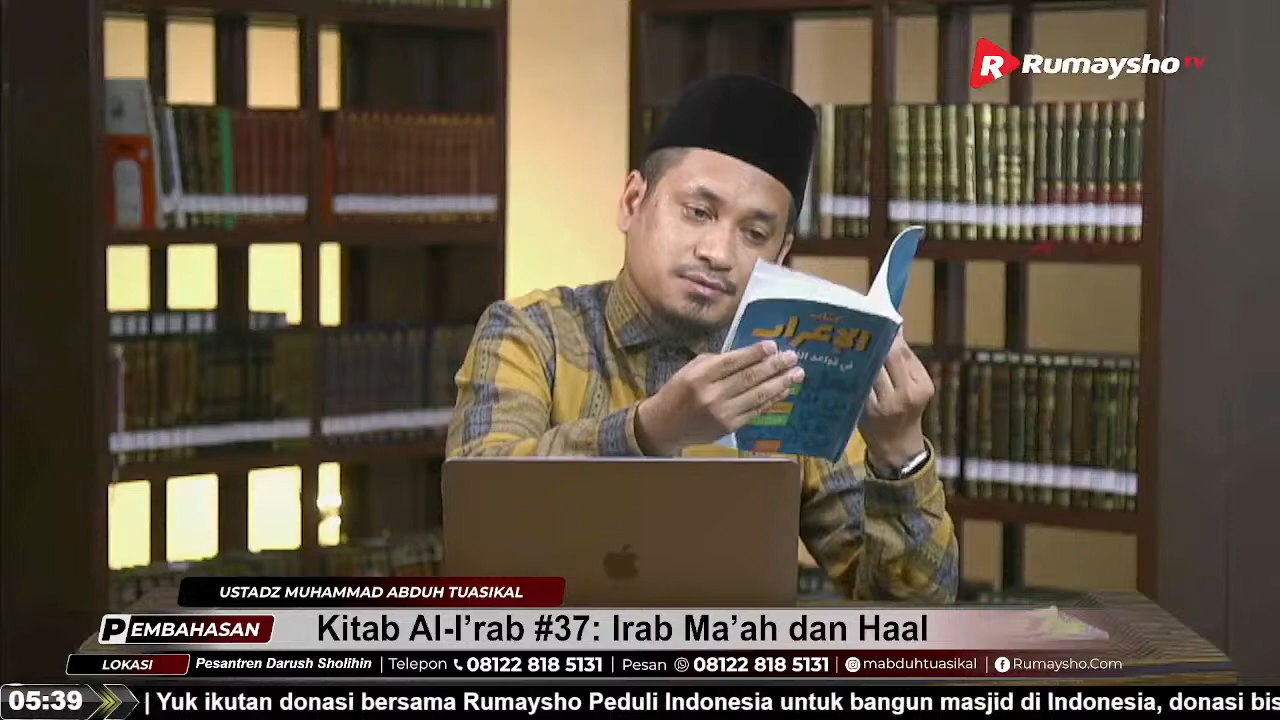 Rumaysho TV
الإعراب
في قواعد
USTADZ MUHAMMAD ABDUH TUASIKAL
PEMBAHASAN
Kitab Al-I'rab #37: Irab Ma'ah dan Haal
LOKASI
Pesantren Darush Sholihin | Telepon 08122 818 5131 | Pesan 08122 818 5131 | mabduhtuasikal | Rumaysho.Com
05:39
| Yuk ikutan donasi bersama Rumaysho Peduli Indonesia untuk bangun masjid di Indonesia, donasi bis